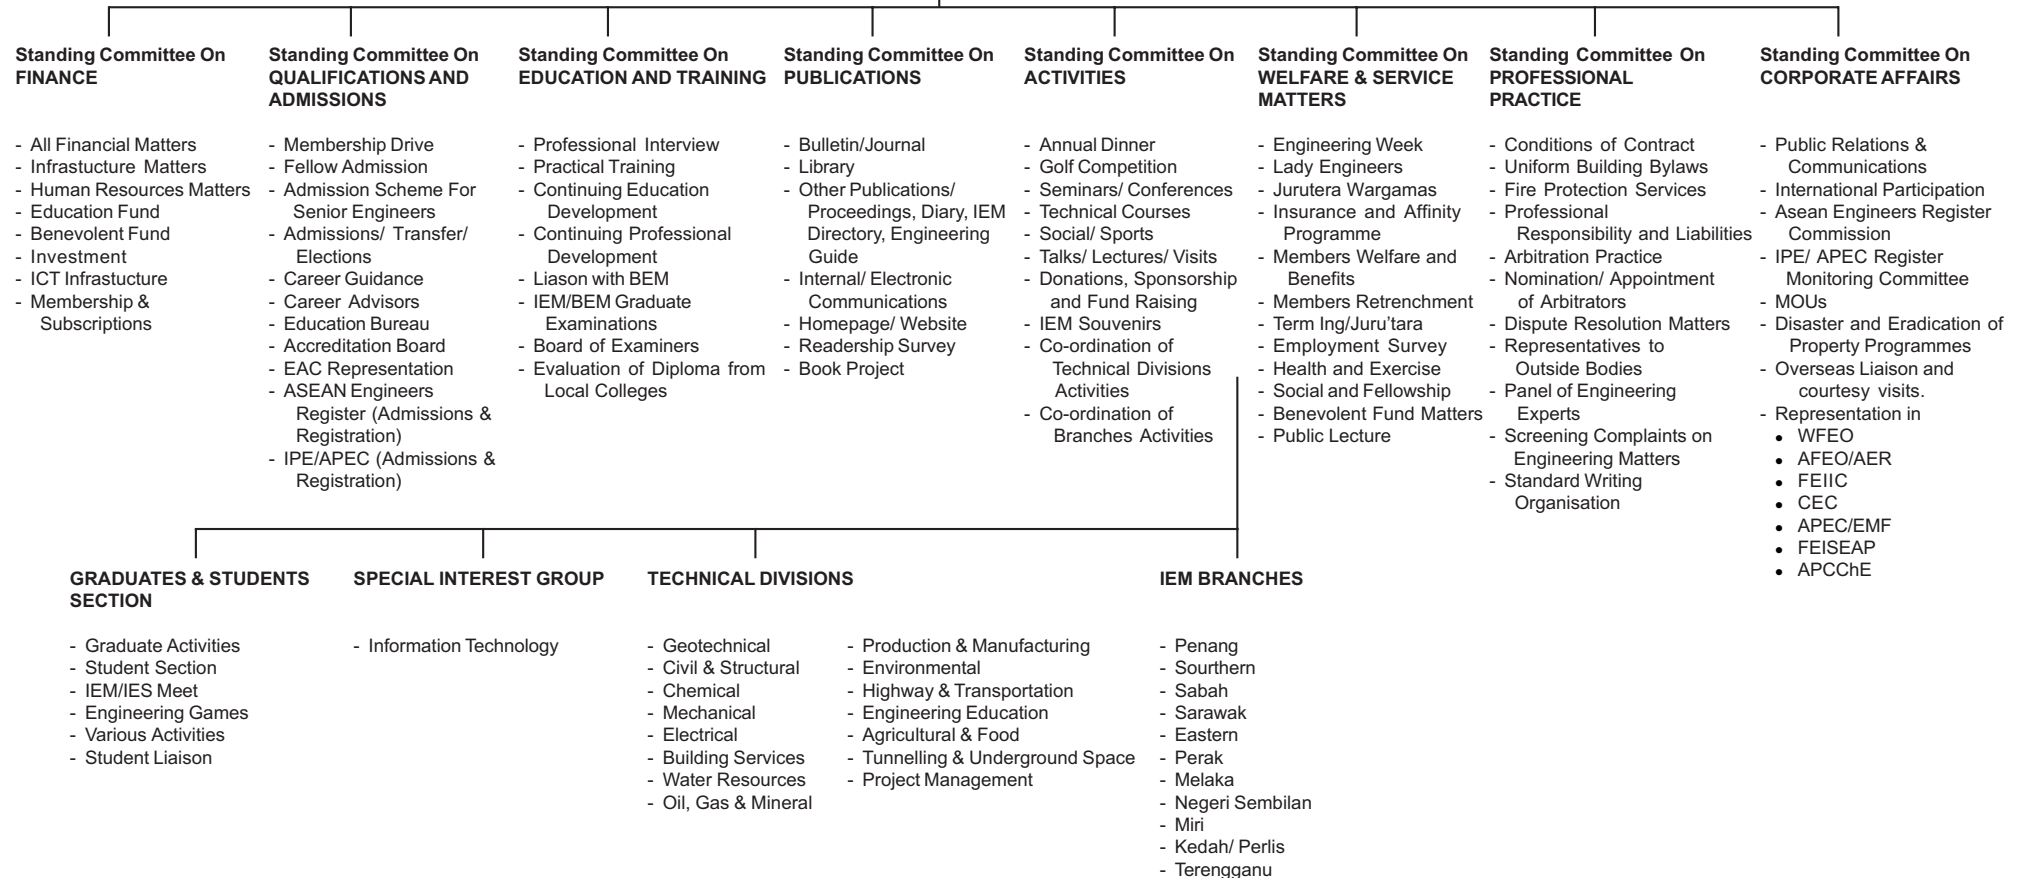 Standing Committee On
FINANCE
- All Financial Matters
- Infrastucture Matters
- Human Resources Matters
- Education Fund
- Benevolent Fund
- Investment
- ICT Infrastucture
- Membership &
Subscriptions
Standing Committee On
QUALIFICATIONS AND
ADMISSIONS
- Membership Drive
- Fellow Admission
- Admission Scheme For
Senior Engineers
- Admissions/ Transfer/
Elections
- Career Guidance
- Career Advisors
- Education Bureau
- Accreditation Board
- EAC Representation
- ASEAN Engineers
Register (Admissions &
Registration)
- IPE/APEC (Admissions &
Registration)
Standing Committee On
EDUCATION AND TRAINING
- Professional Interview
- Practical Training
- Continuing Education
Development
- Continuing Professional
Development
- Liason with BEM
- IEM/BEM Graduate
Examinations
- Board of Examiners
- Evaluation of Diploma from
Local Colleges
Standing Committee On
PUBLICATIONS
- Bulletin/Journal
- Library
- Other Publications/
Proceedings, Diary, IEM
Directory, Engineering
Guide
- Internal/ Electronic
Communications
- Homepage/ Website
- Readership Survey
- Book Project
Standing Committee On
ACTIVITIES
- Annual Dinner
- Golf Competition
- Seminars/ Conferences
- Technical Courses
- Social/ Sports
- Talks/ Lectures/ Visits
- Donations, Sponsorship
and Fund Raising
- IEM Souvenirs
- Co-ordination of
Technical Divisions
Activities
- Co-ordination of
Branches Activities
Standing Committee On
WELFARE & SERVICE
MATTERS
- Engineering Week
- Lady Engineers
- Jurutera Wargamas
- Insurance and Affinity
Programme
- Members Welfare and
Benefits
- Members Retrenchment
- Term Ing/Juru'tara
- Employment Survey
- Health and Exercise
- Social and Fellowship
- Benevolent Fund Matters
- Public Lecture
Standing Committee On
PROFESSIONAL
PRACTICE
- Conditions of Contract
- Uniform Building Bylaws
- Fire Protection Services
- Professional
Responsibility and Liabilities
- Arbitration Practice
- Nomination/ Appointment
of Arbitrators
- Dispute Resolution Matters
- Representatives to
Outside Bodies
- Panel of Engineering
Experts
- Screening Complaints on
Engineering Matters
- Standard Writing
Organisation
Standing Committee On
CORPORATE AFFAIRS
- Public Relations &
Communications
- International Participation
- Asean Engineers Register
Commission
- IPE/ APEC Register
Monitoring Committee
- MOUs
- Disaster and Eradication of
Property Programmes
- Overseas Liaison and
courtesy visits.
- Representation in
• WFEO
• AFEO/AER
• FEIIC
• CEC
• APEC/EMF
• FEISEAP
• APCChE
GRADUATES & STUDENTS
SECTION
- Graduate Activities
- Student Section
- IEM/IES Meet
- Engineering Games
- Various Activities
- Student Liaison
SPECIAL INTEREST GROUP
- Information Technology
TECHNICAL DIVISIONS
- Geotechnical
- Civil & Structural
- Chemical
- Mechanical
- Electrical
- Building Services
- Water Resources
- Oil, Gas & Mineral
- Production & Manufacturing
- Environmental
- Highway & Transportation
- Engineering Education
- Agricultural & Food
- Tunnelling & Underground Space
- Project Management
IEM BRANCHES
- Penang
- Sourthern
- Sabah
- Sarawak
- Eastern
- Perak
- Melaka
- Negeri Sembilan
- Miri
- Kedah/ Perlis
- Terengganu